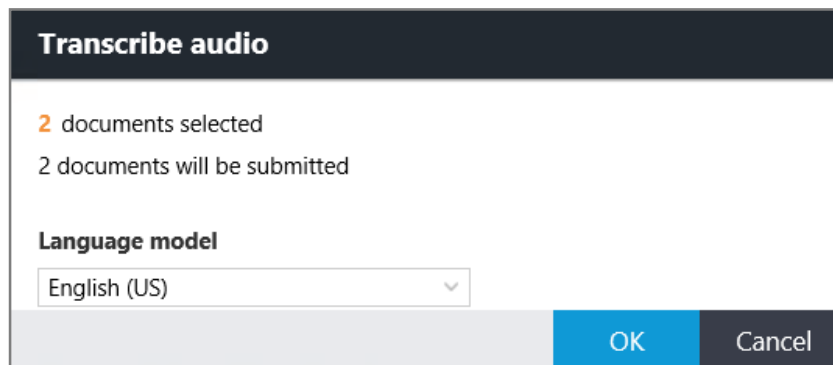 Transcribe audio
2 documents selected
2 documents will be submitted
Language model
English (US)
OK Cancel